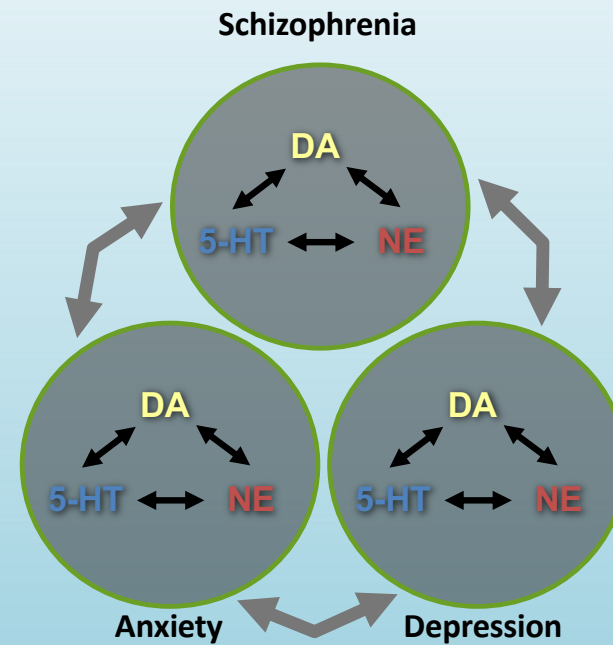 Schizophrenia
DA
5-HT NE
DA
5-HT NE
DA
5-HT NE
Anxiety
Depression